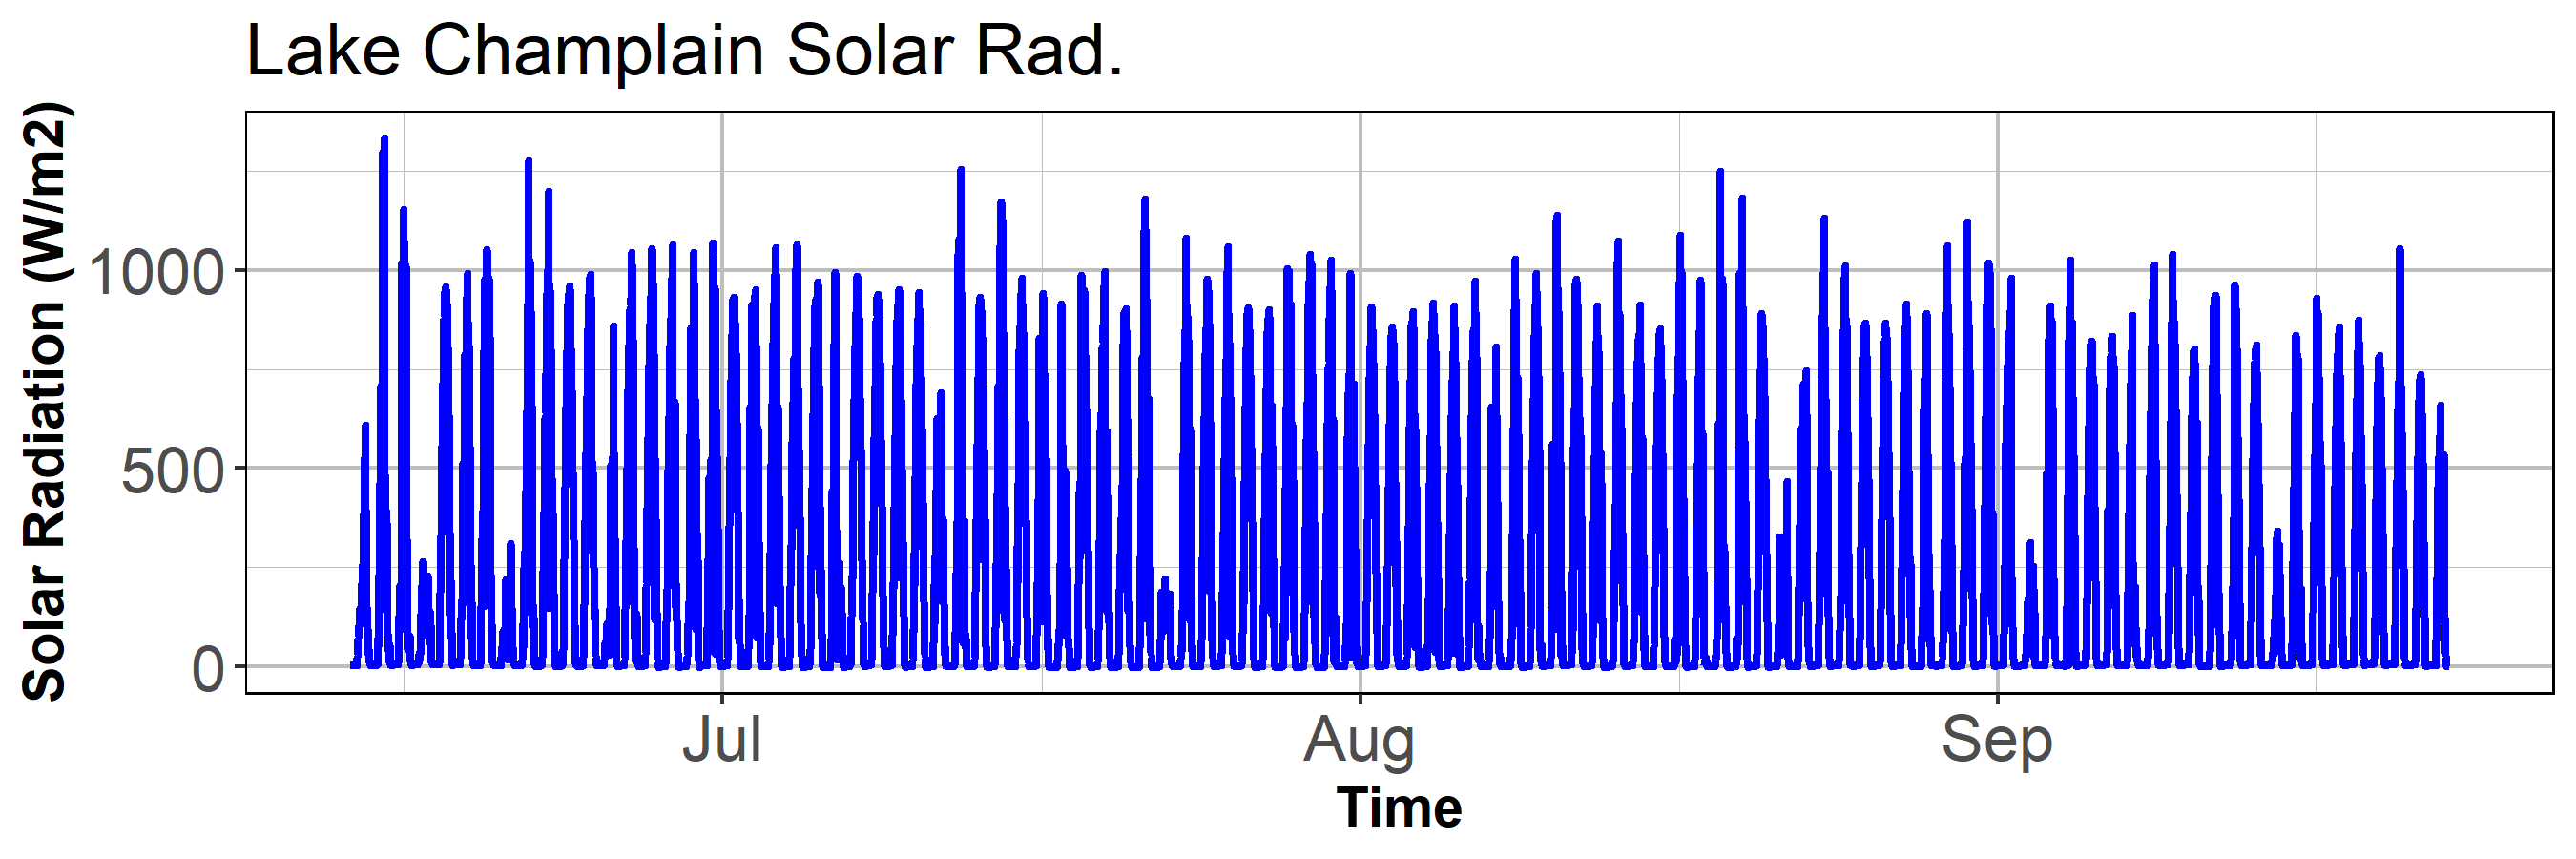 Lake Champlain Solar Rad.
Solar Radiation (W/m2)
1000
500
0
Jul
Aug
Sep
Time